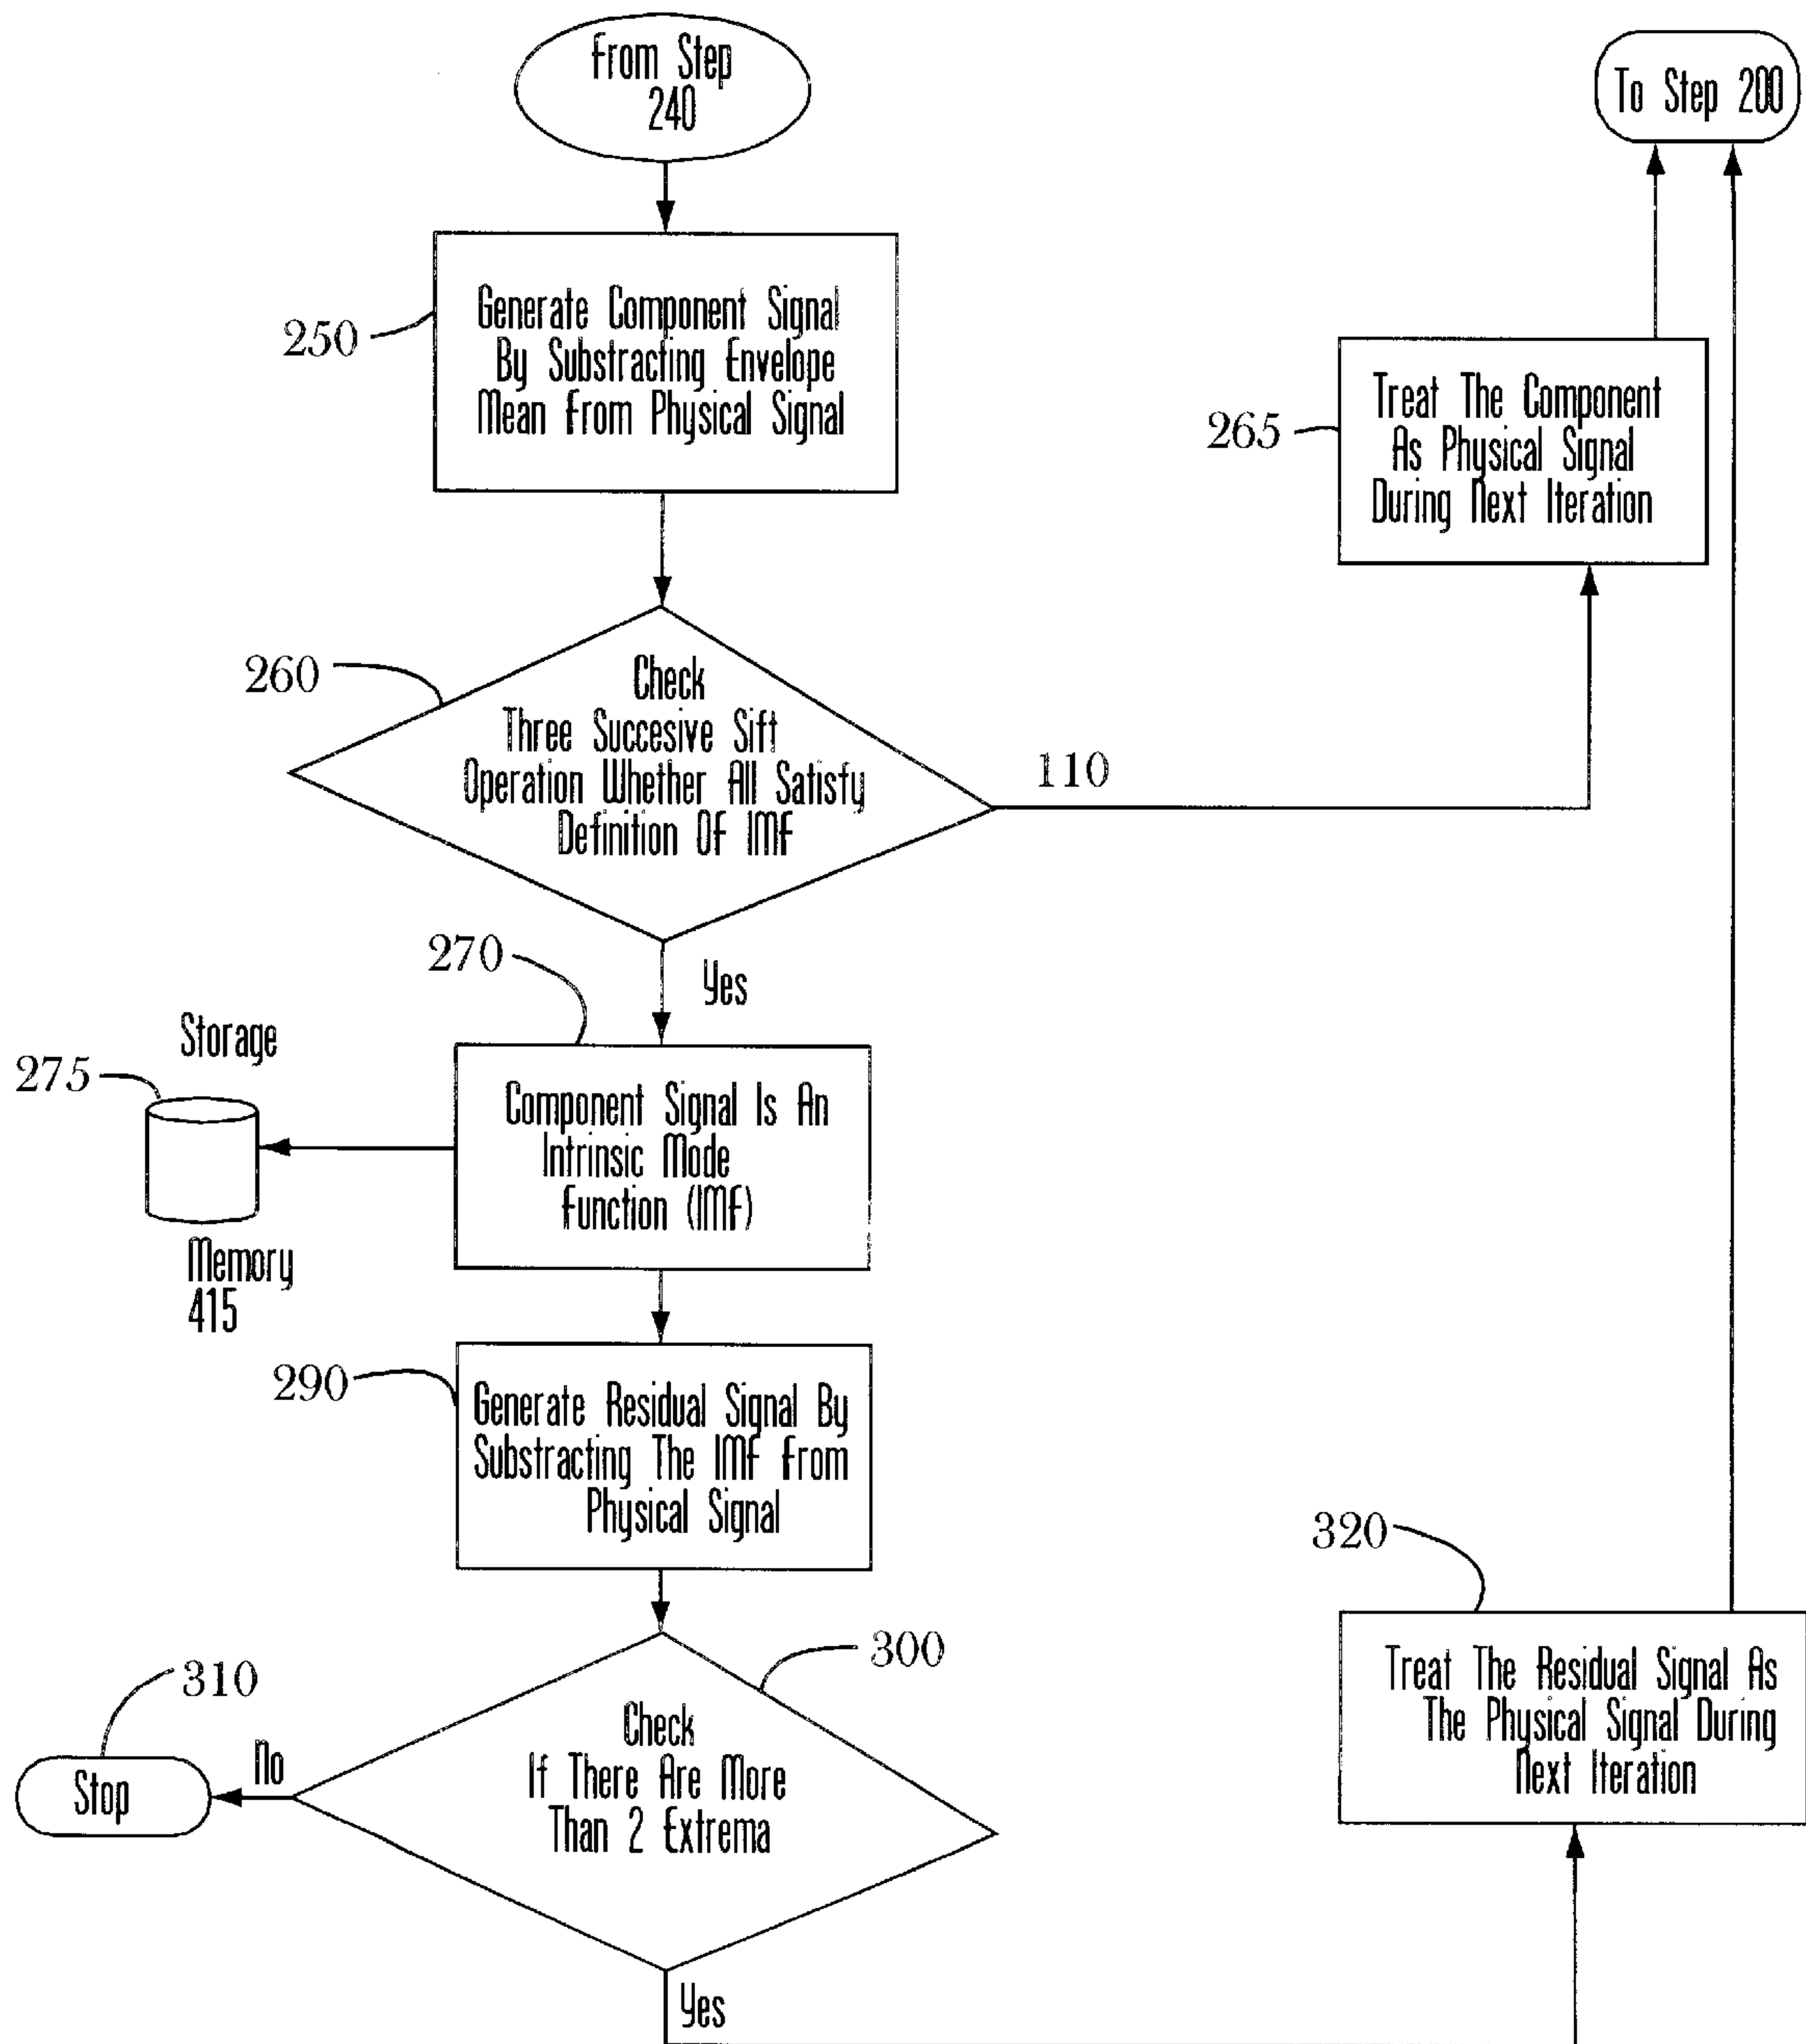 From Step
240
To Step 200
250
Generate Component Signal
By Substracting Envelope
Mean From Physical Signal
265
Treat The Component
As Physical Signal
During Next Iteration
260
Check
Three Succesive Sift
Operation Whether All Satisfy
Definition Of IMF
110
Yes
270
Storage
275
Memory
415
Component Signal Is An
Intrinsic Mode
Function (IMF)
290
Generate Residual Signal By
Substracting The IMF From
Physical Signal
300
Check
If There Are More
Than 2 Extrema
No
310
Stop
Yes
320
Treat The Residual Signal As
The Physical Signal During
Next Iteration